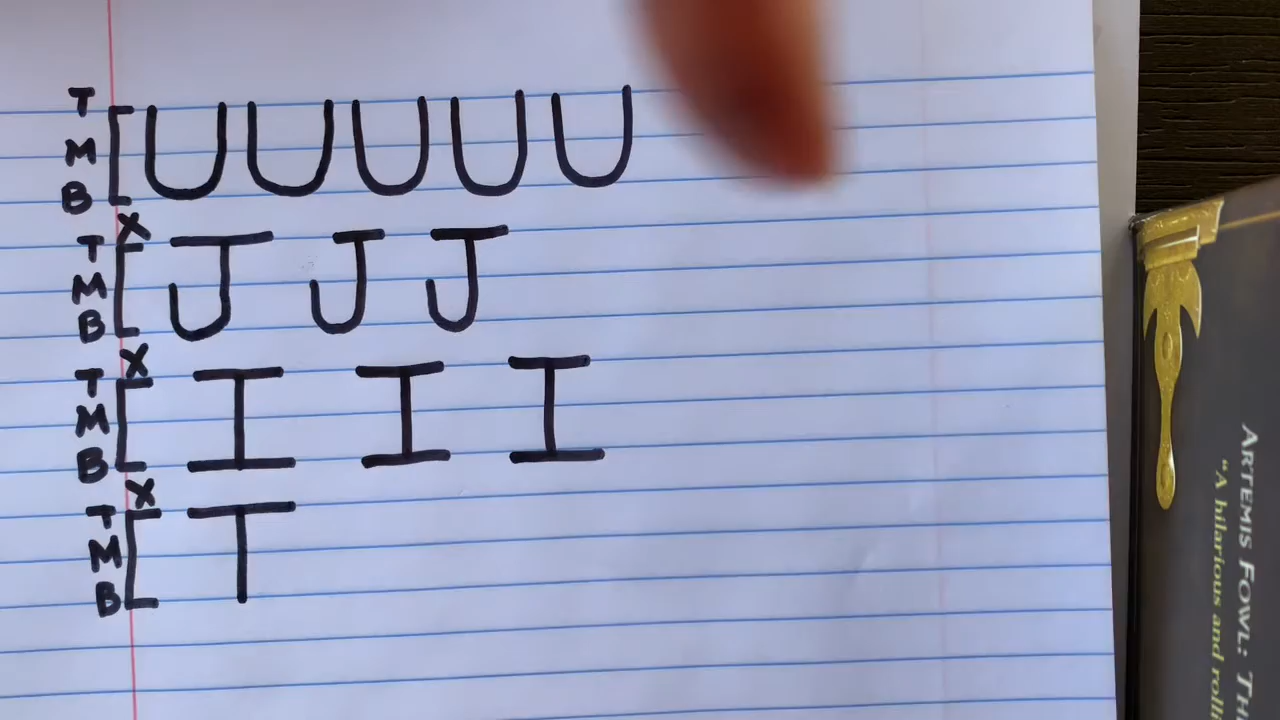 T
M
B
U U U U U
X
T
M
B
J J J
X
T
M
B
I I I
X
T
M
B
T
ARTEMIS FOWL: TH
"A hilarious and rolli